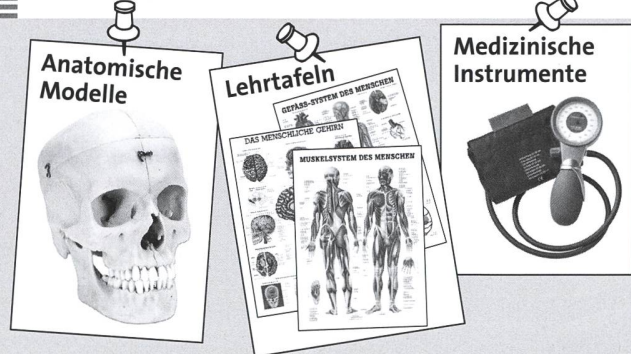 Anatomische
Modelle
Lehrtafeln
GEFÄSS-SYSTEM DES MENSCHEN
DAS MENSCHLICHE GEHIRN
MUSKELSYSTEM DES MENSCHEN
Medizinische
Instrumente